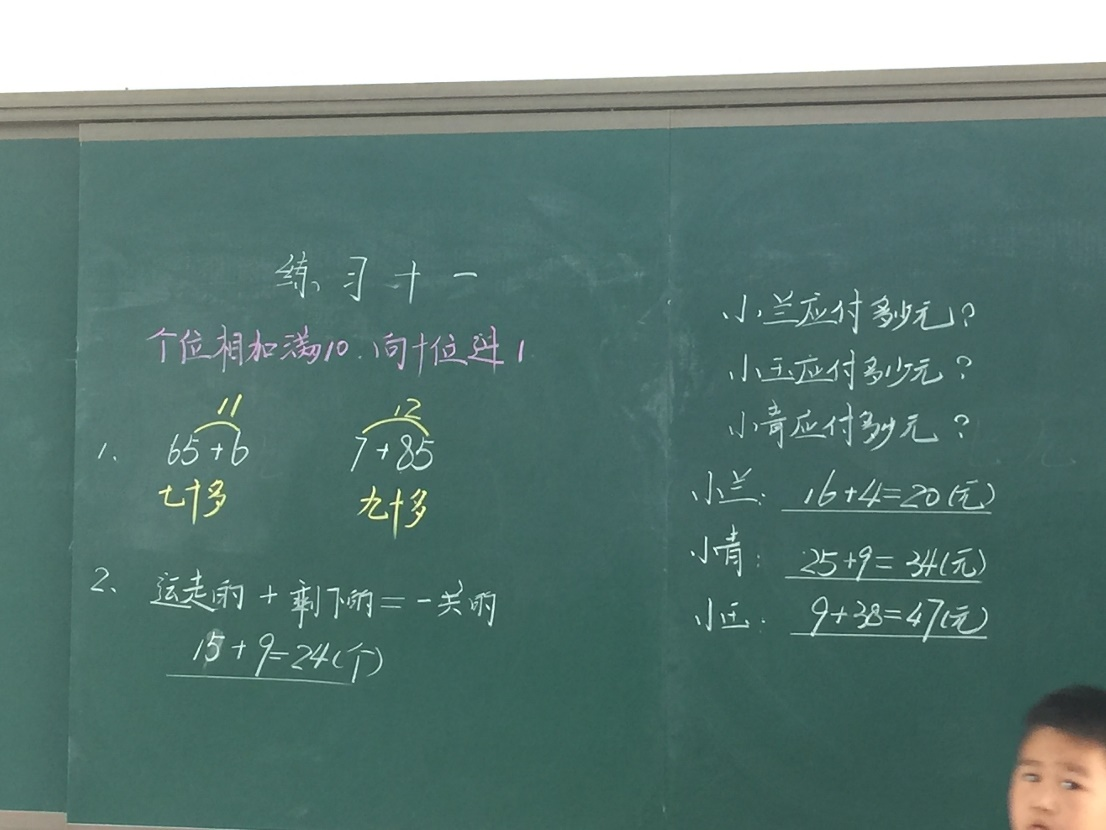 练习十一
个位相加满10.向十位进1
11 12
1、 65+6 7+85
七十多 九十多
2、 运走的+剩下的=一共的
15+9=24(个)
小兰应付多少元?
小玉应付多少元?
小青应付多少元?
小兰: 16+4=20(元)
小青: 25+9=34(元)
小玉: 9+38=47(元)